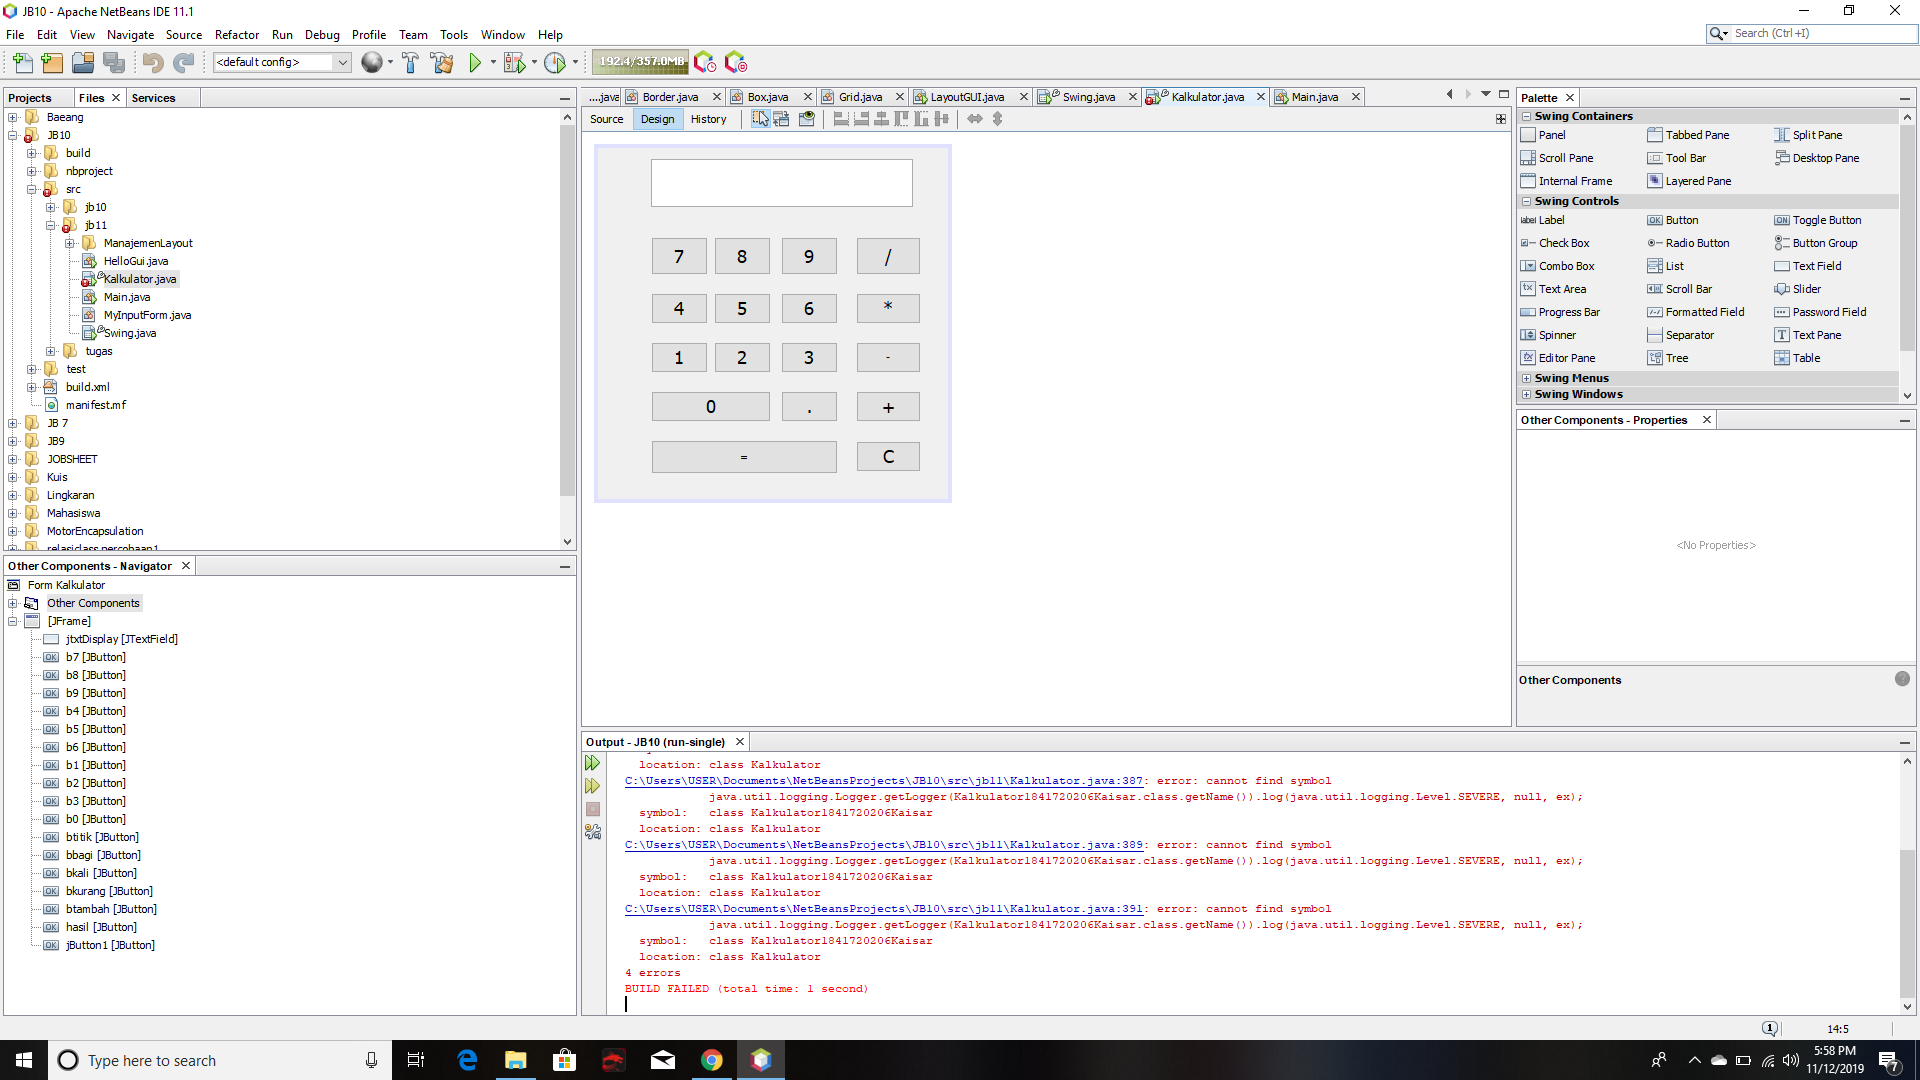 JB10 - Apache NetBeans IDE 11.1
File Edit View Navigate Source Refactor Run Debug Profile Team Tools Window Help
Search (Ctrl+I)
<default config>
192.4/357.0MB
Projects Files Services
Baeang
JB10
build
nbproject
src
jb10
jb11
ManajemenLayout
HelloGui.java
Kalkulator.java
Main.java
MyInputForm.java
Swing.java
tugas
test
build.xml
manifest.mf
JB 7
JB9
JOBSHEET
Kuis
Lingkaran
Mahasiswa
MotorEncapsulation
relasiclass.percobaan1
Other Components - Navigator
Form Kalkulator
Other Components
[JFrame]
jtxtDisplay [JTextField]
b7 [JButton]
b8 [JButton]
b9 [JButton]
b4 [JButton]
b5 [JButton]
b6 [JButton]
b1 [JButton]
b2 [JButton]
b3 [JButton]
b0 [JButton]
btitik [JButton]
bbagi [JButton]
bkali [JButton]
bkurang [JButton]
btambah [JButton]
hasil [JButton]
jButton1 [JButton]
....java Border.java Box.java Grid.java LayoutGUI.java Swing.java Kalkulator.java Main.java
Source Design History
7 8 9 /
4 5 6 *
1 2 3 -
0 . +
= C
Palette
Swing Containers
Panel Tabbed Pane Split Pane
Scroll Pane Tool Bar Desktop Pane
Internal Frame Layered Pane
Swing Controls
label Label OK Button ON Toggle Button
Check Box Radio Button Button Group
Combo Box List Text Field
Text Area Scroll Bar Slider
Progress Bar Formatted Field Password Field
Spinner Separator Text Pane
Editor Pane Tree Table
Swing Menus
Swing Windows
Other Components - Properties
<No Properties>
Other Components
Output - JB10 (run-single)
location: class Kalkulator
C:\Users\USER\Documents\NetBeansProjects\JB10\src\jb11\Kalkulator.java:387: error: cannot find symbol
java.util.logging.Logger.getLogger(Kalkulator1841720206Kaisar.class.getName()).log(java.util.logging.Level.SEVERE, null, ex);
symbol: class Kalkulator1841720206Kaisar
location: class Kalkulator
C:\Users\USER\Documents\NetBeansProjects\JB10\src\jb11\Kalkulator.java:389: error: cannot find symbol
java.util.logging.Logger.getLogger(Kalkulator1841720206Kaisar.class.getName()).log(java.util.logging.Level.SEVERE, null, ex);
symbol: class Kalkulator1841720206Kaisar
location: class Kalkulator
C:\Users\USER\Documents\NetBeansProjects\JB10\src\jb11\Kalkulator.java:391: error: cannot find symbol
java.util.logging.Logger.getLogger(Kalkulator1841720206Kaisar.class.getName()).log(java.util.logging.Level.SEVERE, null, ex);
symbol: class Kalkulator1841720206Kaisar
location: class Kalkulator
4 errors
BUILD FAILED (total time: 1 second)
1 14:5
Type here to search
5:58 PM
11/12/2019
7